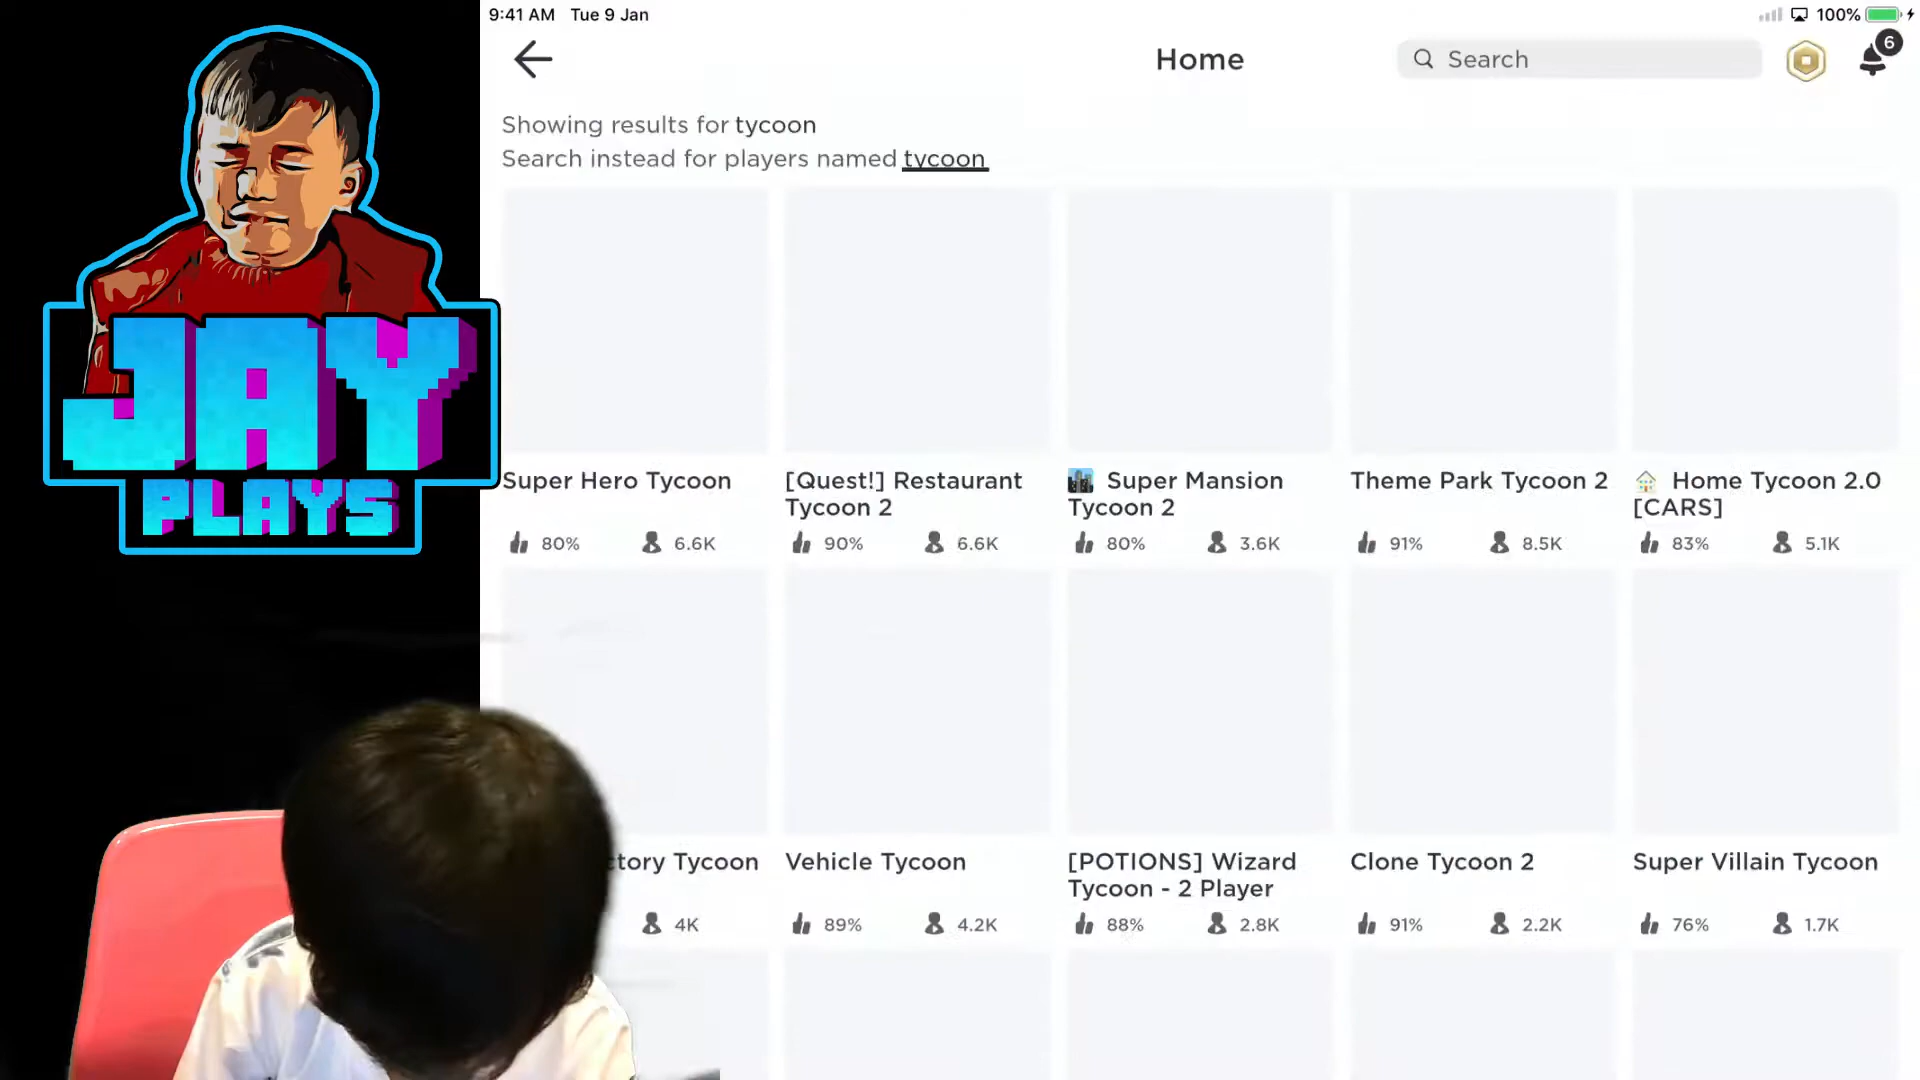 9:41 AM Tue 9 Jan
100%
Home
Search
6
Showing results for tycoon
Search instead for players named tycoon
JAY
PLAYS
Super Hero Tycoon
80% 6.6K
[Quest!] Restaurant
Tycoon 2
90% 6.6K
Super Mansion
Tycoon 2
80% 3.6K
Theme Park Tycoon 2
91% 8.5K
Home Tycoon 2.0
[CARS]
83% 5.1K
Tycoon
4K
Vehicle Tycoon
89% 4.2K
[POTIONS] Wizard
Tycoon - 2 Player
88% 2.8K
Clone Tycoon 2
91% 2.2K
Super Villain Tycoon
76% 1.7K